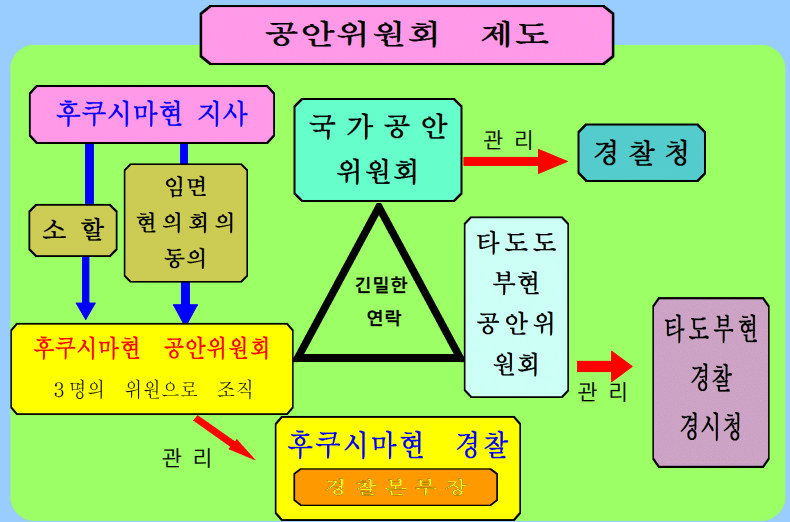 공안위원회 제도
후쿠시마현 지사
소 할
임면
현의회의
동의
국 가 공 안
위원회
관 리
경 찰 청
긴밀한
연락
타도도
부현
공안위
원회
관 리
타도부현
경찰
경시청
후쿠시마현 공안위원회
3명의 위원으로 조직
관 리
후쿠시마현 경찰
경 찰 본 부 장